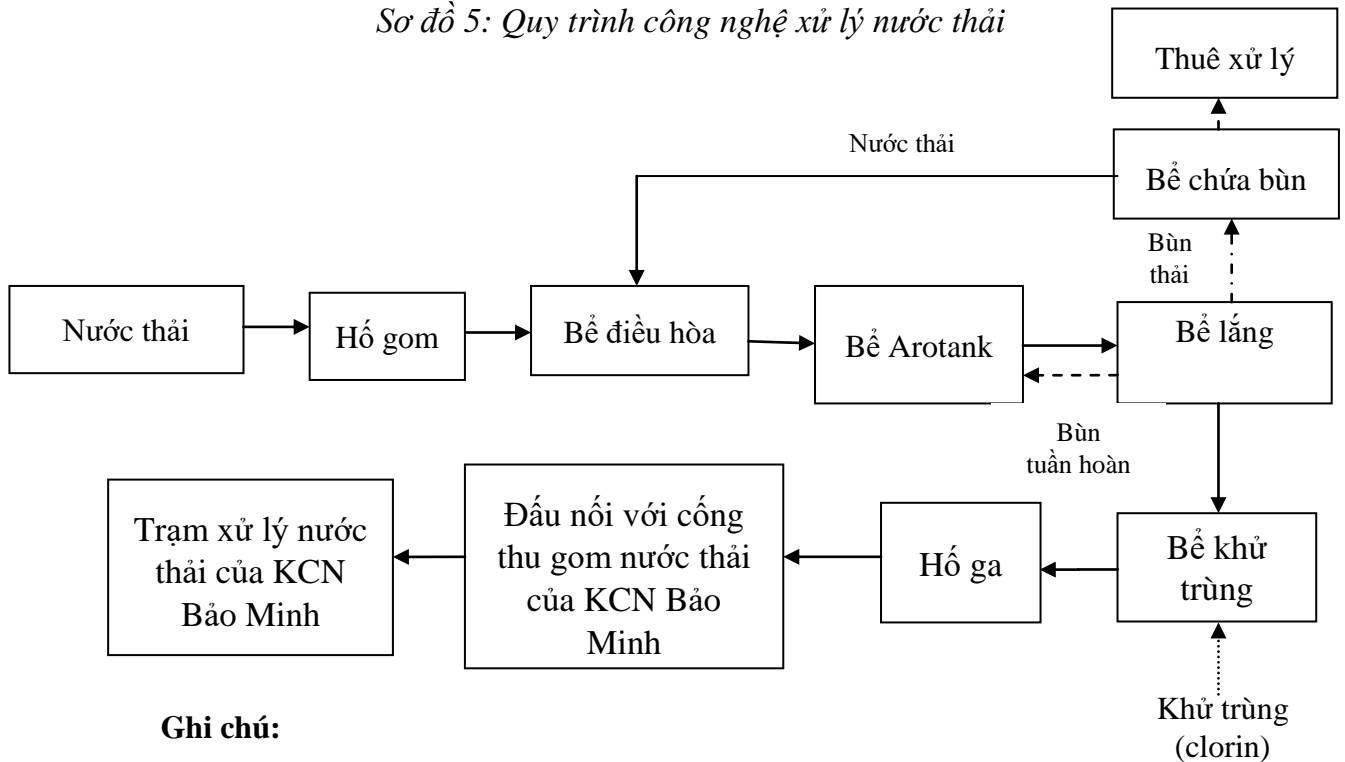 Sơ đồ 5: Quy trình công nghệ xử lý nước thải
Thuê xử lý
Nước thải
Bể chứa bùn
Bùn
thải
Nước thải
Hố gom
Bể điều hòa
Bể Arotank
Bể lắng
Bùn
tuần hoàn
Trạm xử lý nước
thải của KCN
Bảo Minh
Đấu nối với cống
thu gom nước thải
của KCN Bảo
Minh
Hố ga
Bể khử
trùng
Khử trùng
(clorin)
Ghi chú: